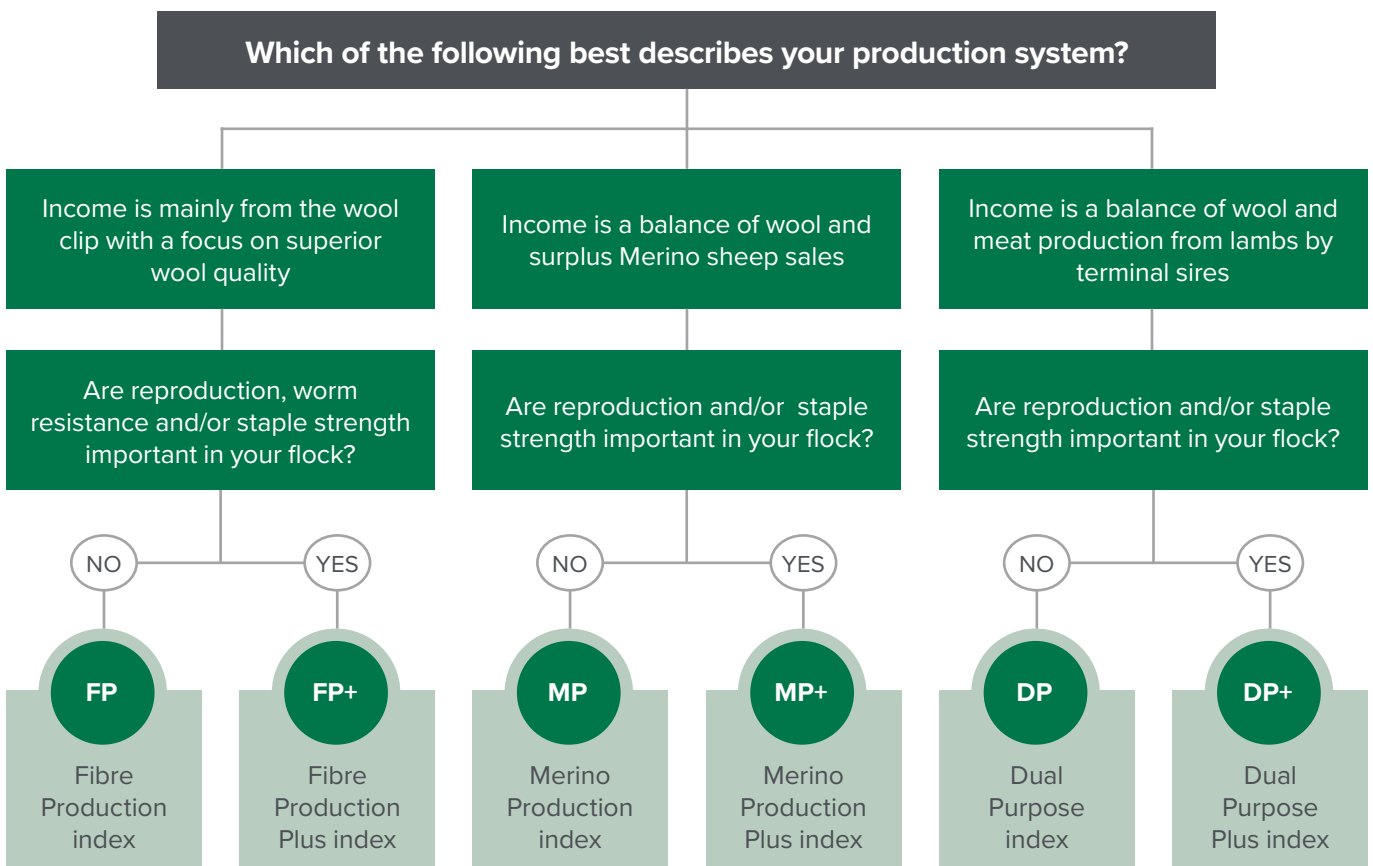 Which of the following best describes your production system?
Income is mainly from the wool
clip with a focus on superior
wool quality
Income is a balance of wool and
surplus Merino sheep sales
Income is a balance of wool and
meat production from lambs by
terminal sires
Are reproduction, worm
resistance and/or staple strength
important in your flock?
Are reproduction and/or staple
strength important in your flock?
Are reproduction and/or staple
strength important in your flock?
NO
YES
NO
YES
NO
YES
FP
FP+
MP
MP+
DP
DP+
Fibre
Production
index
Fibre
Production
Plus index
Merino
Production
index
Merino
Production
Plus index
Dual
Purpose
index
Dual
Purpose
Plus index